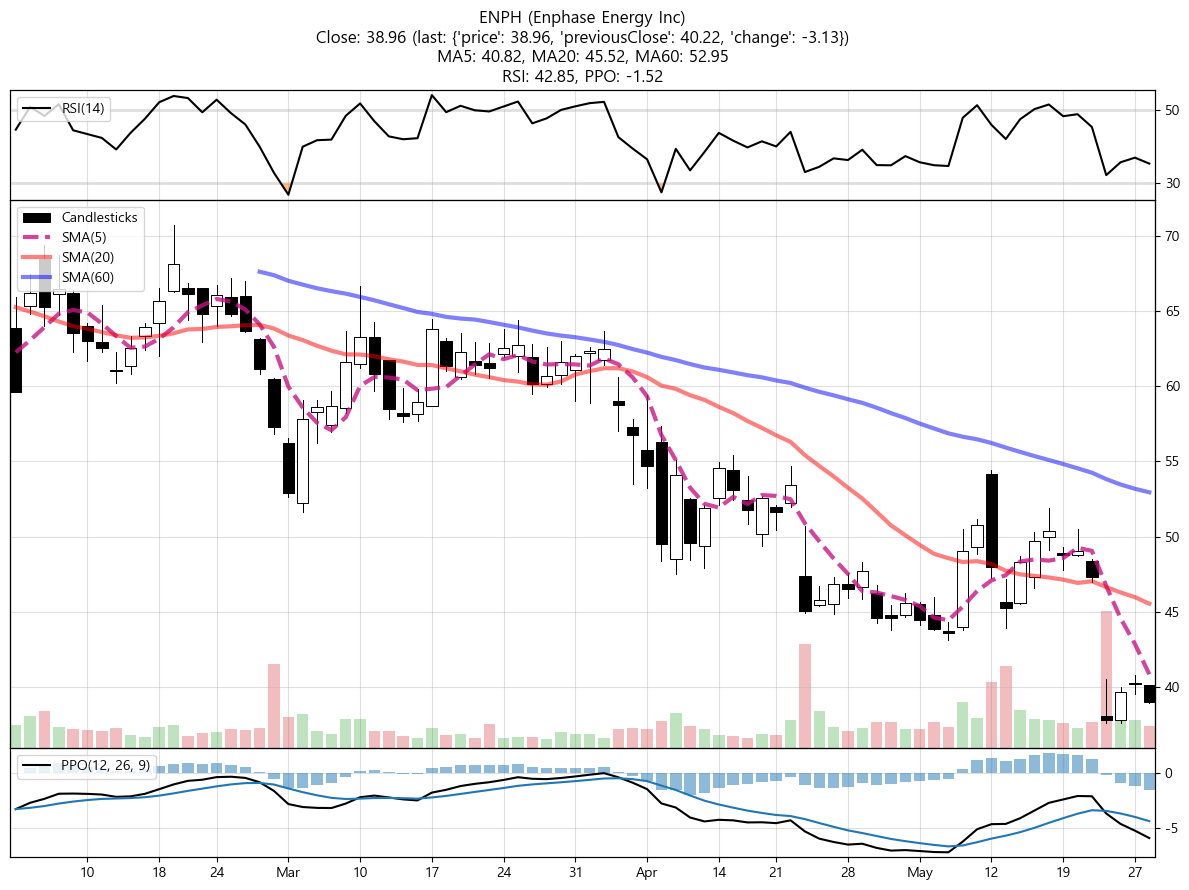 ENPH (Enphase Energy Inc)
Close: 38.96 (last: {'price': 38.96, 'previousClose': 40.22, 'change': -3.13})
MA5: 40.82, MA20: 45.52, MA60: 52.95
RSI: 42.85, PPO: -1.52
RSI(14)
50
30
Candlesticks
SMA(5)
SMA(20)
SMA(60)
70
65
60
55
50
45
40
PPO(12, 26, 9)
0
-5
10 18 24 Mar 10 17 24 31 Apr 14 21 28 May 12 19 27